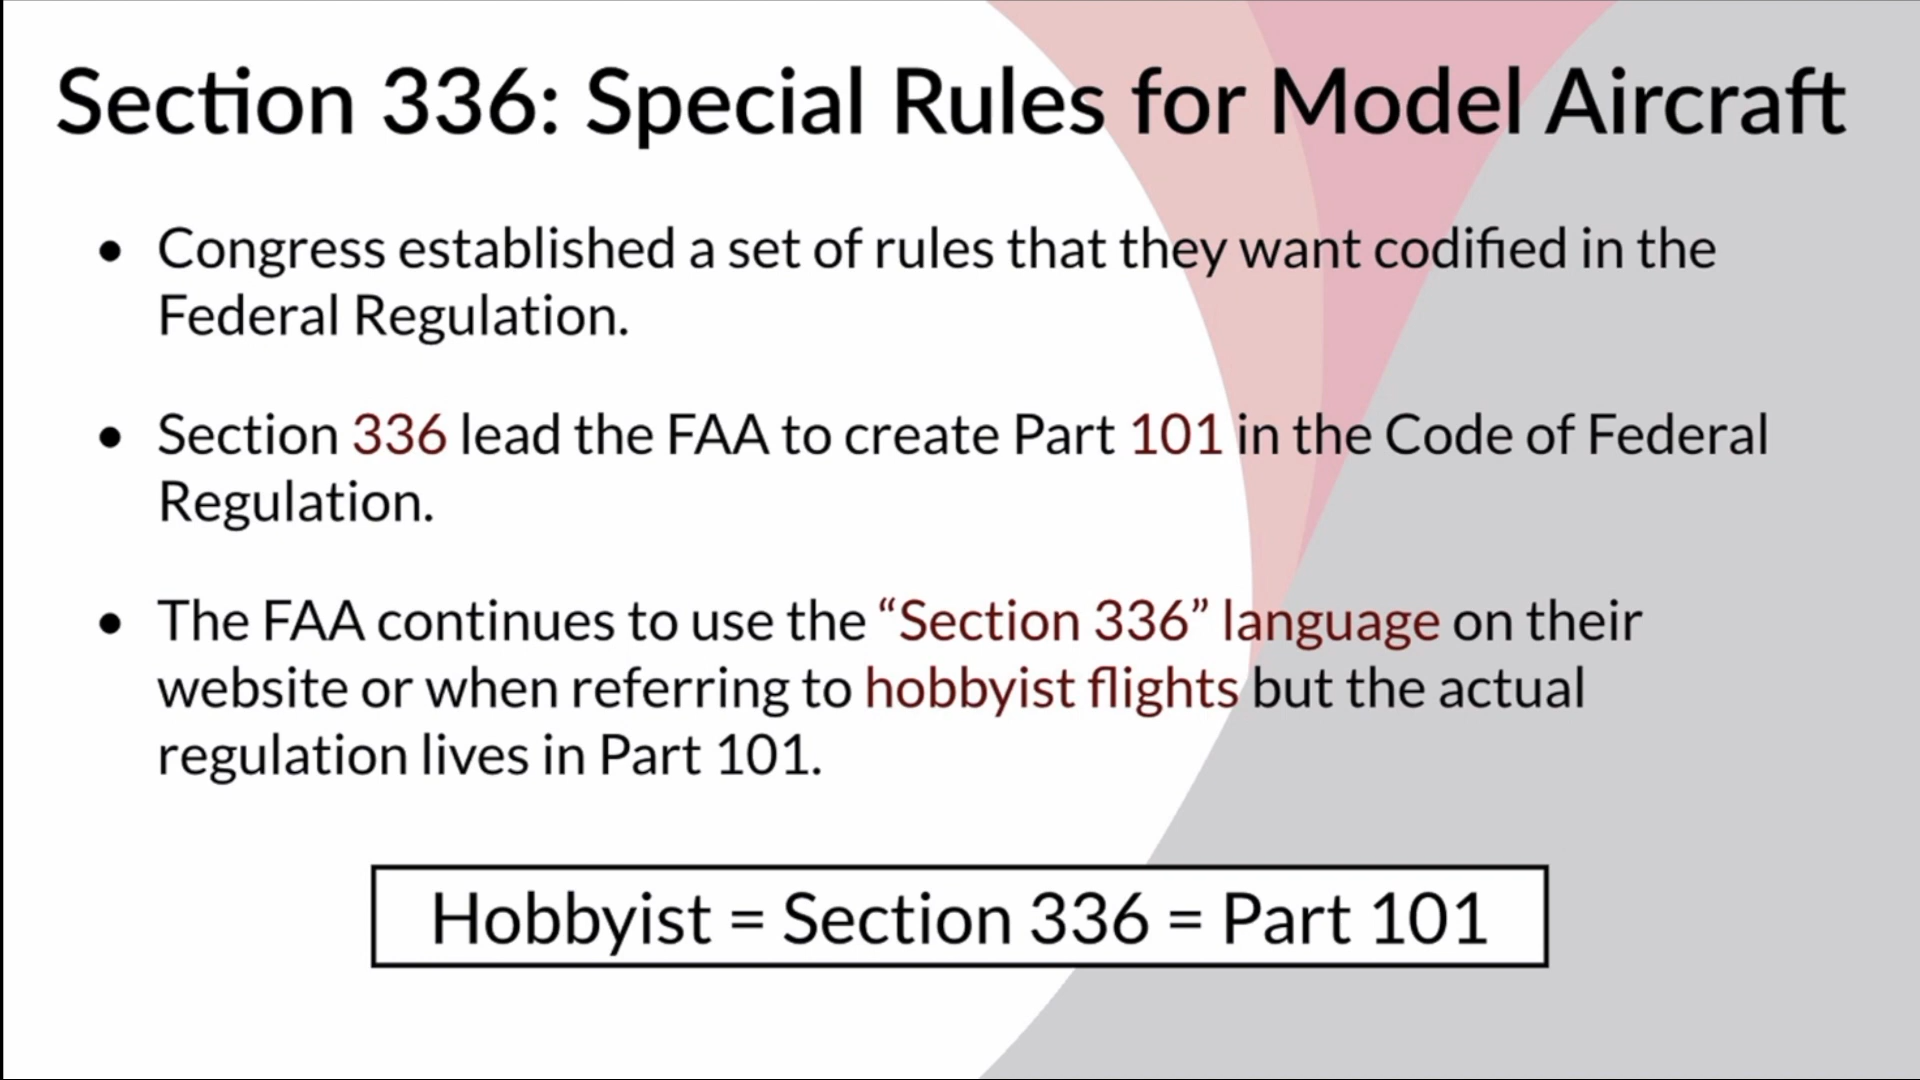 Section 336: Special Rules for Model Aircraft
• Congress established a set of rules that they want codified in the
Federal Regulation.
• Section 336 lead the FAA to create Part 101 in the Code of Federal
Regulation.
• The FAA continues to use the “Section 336” language on their
website or when referring to hobbyist flights but the actual
regulation lives in Part 101.
Hobbyist = Section 336 = Part 101